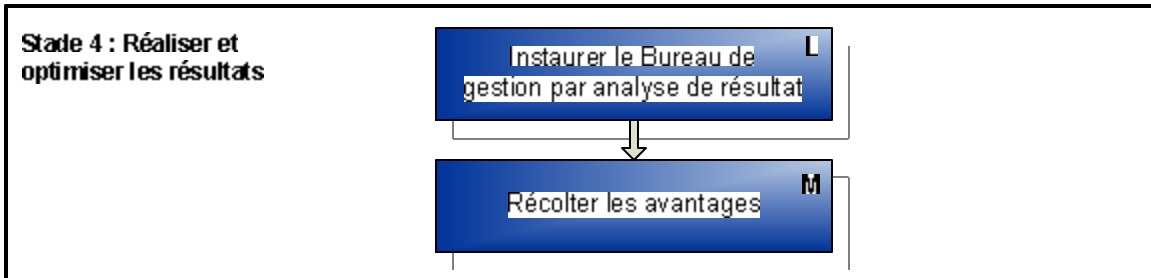 Stade 4 : Réaliser et
optimiser les résultats
L
Instaurer le Bureau de
gestion par analyse de résultat
M
Récolter les avantages